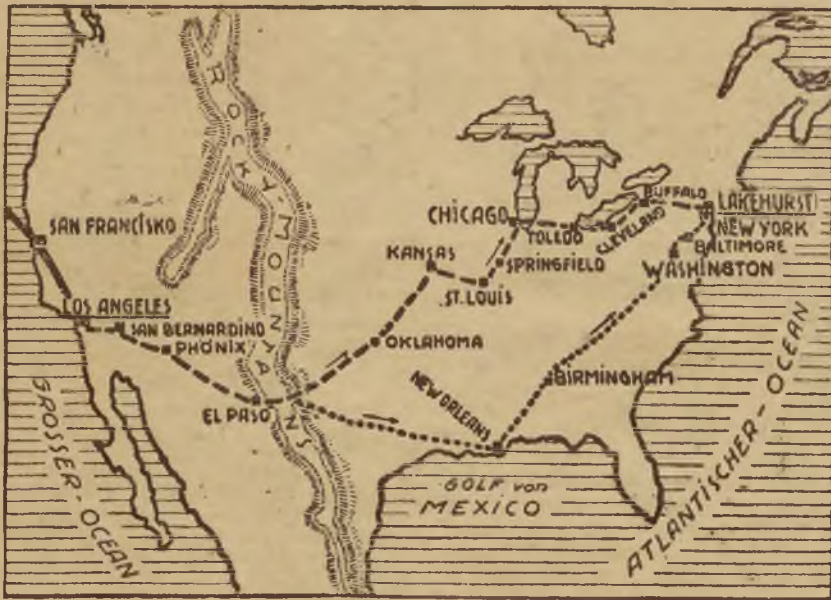 ROCKY-MOUNTAINS
SAN FRANCISKO
LOS ANGELES
SAN BERNARDINO
PHÖNIX
EL PASO
OKLAHOMA
KANSAS
ST. LOUIS
SPRINGFIELD
CHICAGO
TOLEDO
CLEVELAND
BUFFALO
LAKEHURST!
NEW YORK
BALTIMORE
WASHINGTON
BIRMINGHAM
NEW ORLEANS
GOLF von
MEXICO
GROSSER-OCEAN
ATLANTISCHER-OCEAN